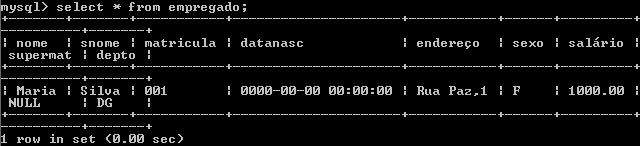 mysql> select * from empregado;
+-------+-------+-----------+---------------------+-----------+------+---------+
----------+-------+
| nome | snome | matricula | datanasc | endereço | sexo | salário |
supermat | depto |
+-------+-------+-----------+---------------------+-----------+------+---------+
----------+-------+
| Maria | Silva | 001 | 0000-00-00 00:00:00 | Rua Paz,1 | F | 1000.00 |
NULL | DG |
+-------+-------+-----------+---------------------+-----------+------+---------+
----------+-------+
1 row in set (0.00 sec)